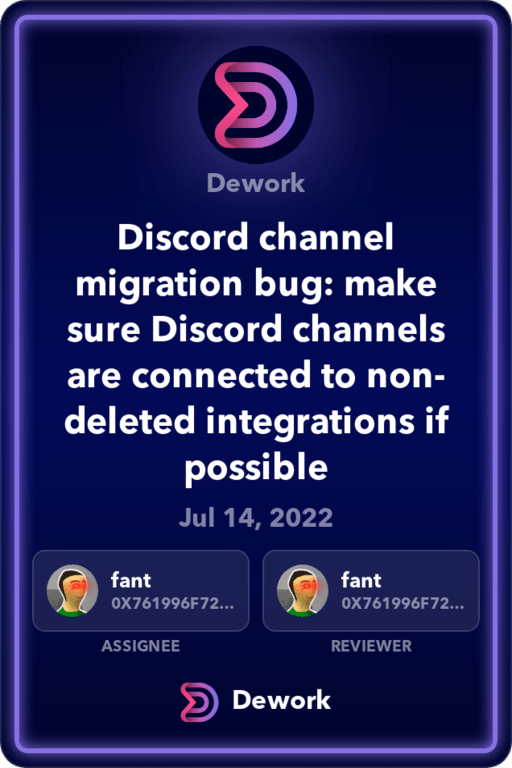 Dework
Discord channel
migration bug: make
sure Discord channels
are connected to non-
deleted integrations if
possible
Jul 14, 2022
fant
0X761996F72...
ASSIGNEE
fant
0X761996F72...
REVIEWER
Dework